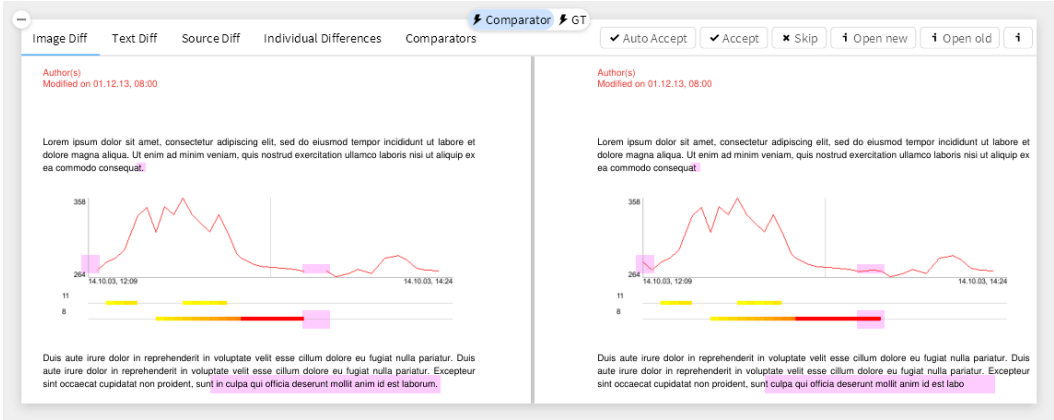 Comparator GT
Image Diff Text Diff Source Diff Individual Differences Comparators Auto Accept Accept Skip Open new Open old
Author(s)
Modified on 01.12.13, 08:00
Lorem ipsum dolor sit amet, consectetur adipiscing elit, sed do eiusmod tempor incididunt ut labore et
dolore magna aliqua. Ut enim ad minim veniam, quis nostrud exercitation ullamco laboris nisi ut aliquip ex
ea commodo consequat.
358
264
14.10.03, 12:09 14.10.03, 14:24
11
8
Duis aute irure dolor in reprehenderit in voluptate velit esse cillum dolore eu fugiat nulla pariatur. Duis
aute irure dolor in reprehenderit in voluptate velit esse cillum dolore eu fugiat nulla pariatur. Excepteur
sint occaecat cupidatat non proident, sunt in culpa qui officia deserunt mollit anim id est laborum.
Author(s)
Modified on 01.12.13, 08:00
Lorem ipsum dolor sit amet, consectetur adipiscing elit, sed do eiusmod tempor incididunt ut labore et
dolore magna aliqua. Ut enim ad minim veniam, quis nostrud exercitation ullamco laboris nisi ut aliquip ex
ea commodo consequat
358
264
14.10.03, 12:09 14.10.03, 14:24
11
8
Duis aute irure dolor in reprehenderit in voluptate velit esse cillum dolore eu fugiat nulla pariatur. Duis
aute irure dolor in reprehenderit in voluptate velit esse cillum dolore eu fugiat nulla pariatur. Excepteur
sint occaecat cupidatat non proident, sunt culpa qui officia deserunt mollit anim id est labo